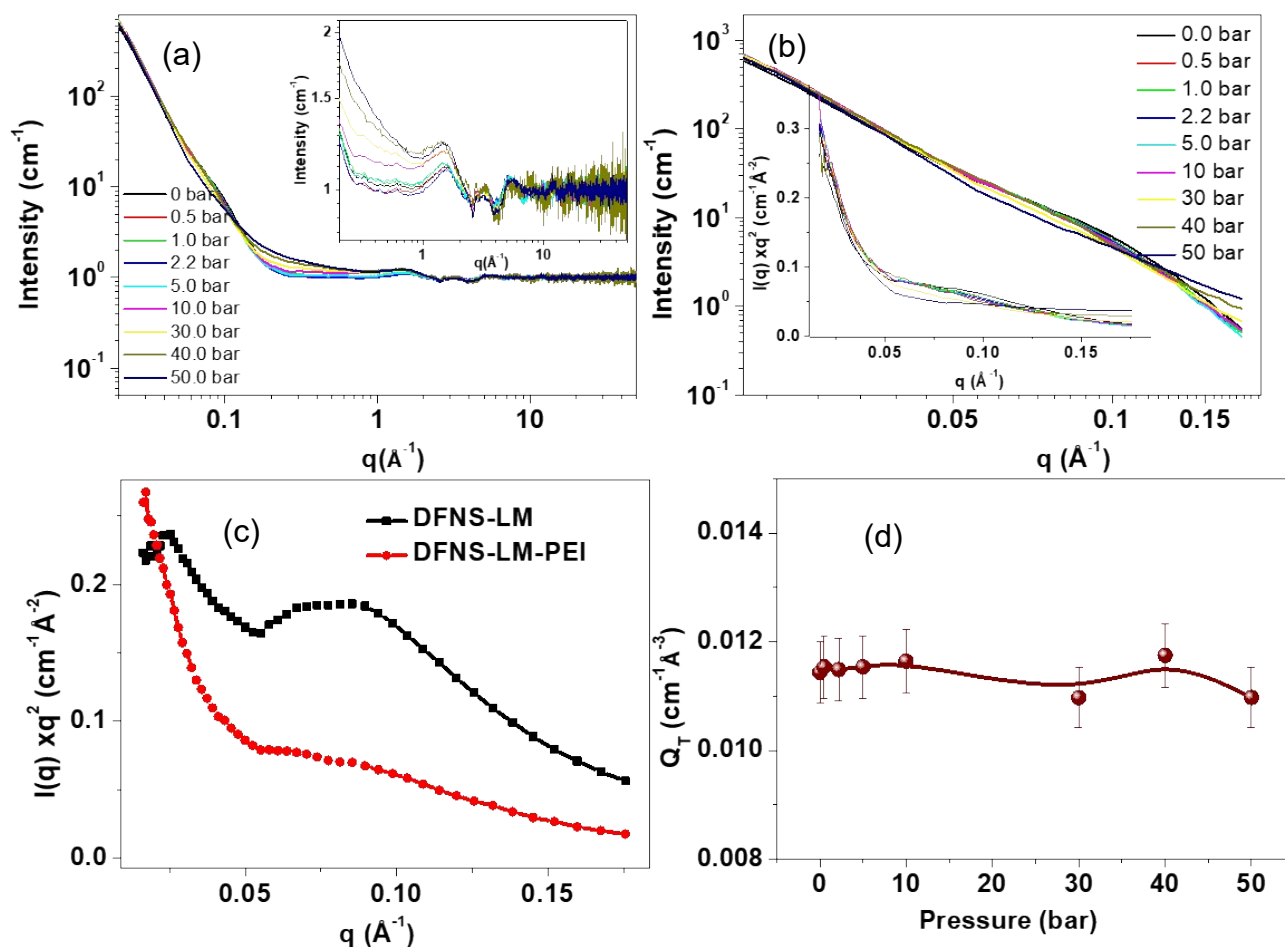 (a)
Intensity (cm⁻¹)
10²
10¹
10⁰
10⁻¹
0 bar
0.5 bar
1.0 bar
2.2 bar
5.0 bar
10.0 bar
30.0 bar
40.0 bar
50.0 bar
0.1
1
10
q(Å⁻¹)
Intensity (cm⁻¹)
2
1.5
1
1
10
q(Å⁻¹)
(b)
Intensity (cm⁻¹)
10³
10²
10¹
10⁰
10⁻¹
0.0 bar
0.5 bar
1.0 bar
2.2 bar
5.0 bar
10 bar
30 bar
40 bar
50 bar
I(q) xq² (cm⁻¹ Å⁻²)
0.3
0.2
0.1
0.0
0.05
0.10
0.15
q (Å⁻¹)
0.05
0.1
0.15
q (Å⁻¹)
(c)
DFNS-LM
DFNS-LM-PEI
I(q) xq² (cm⁻¹Å⁻²)
0.2
0.1
0.0
0.05
0.10
0.15
q (Å⁻¹)
(d)
Q_T (cm⁻¹Å⁻³)
0.014
0.012
0.010
0.008
0
10
20
30
40
50
Pressure (bar)